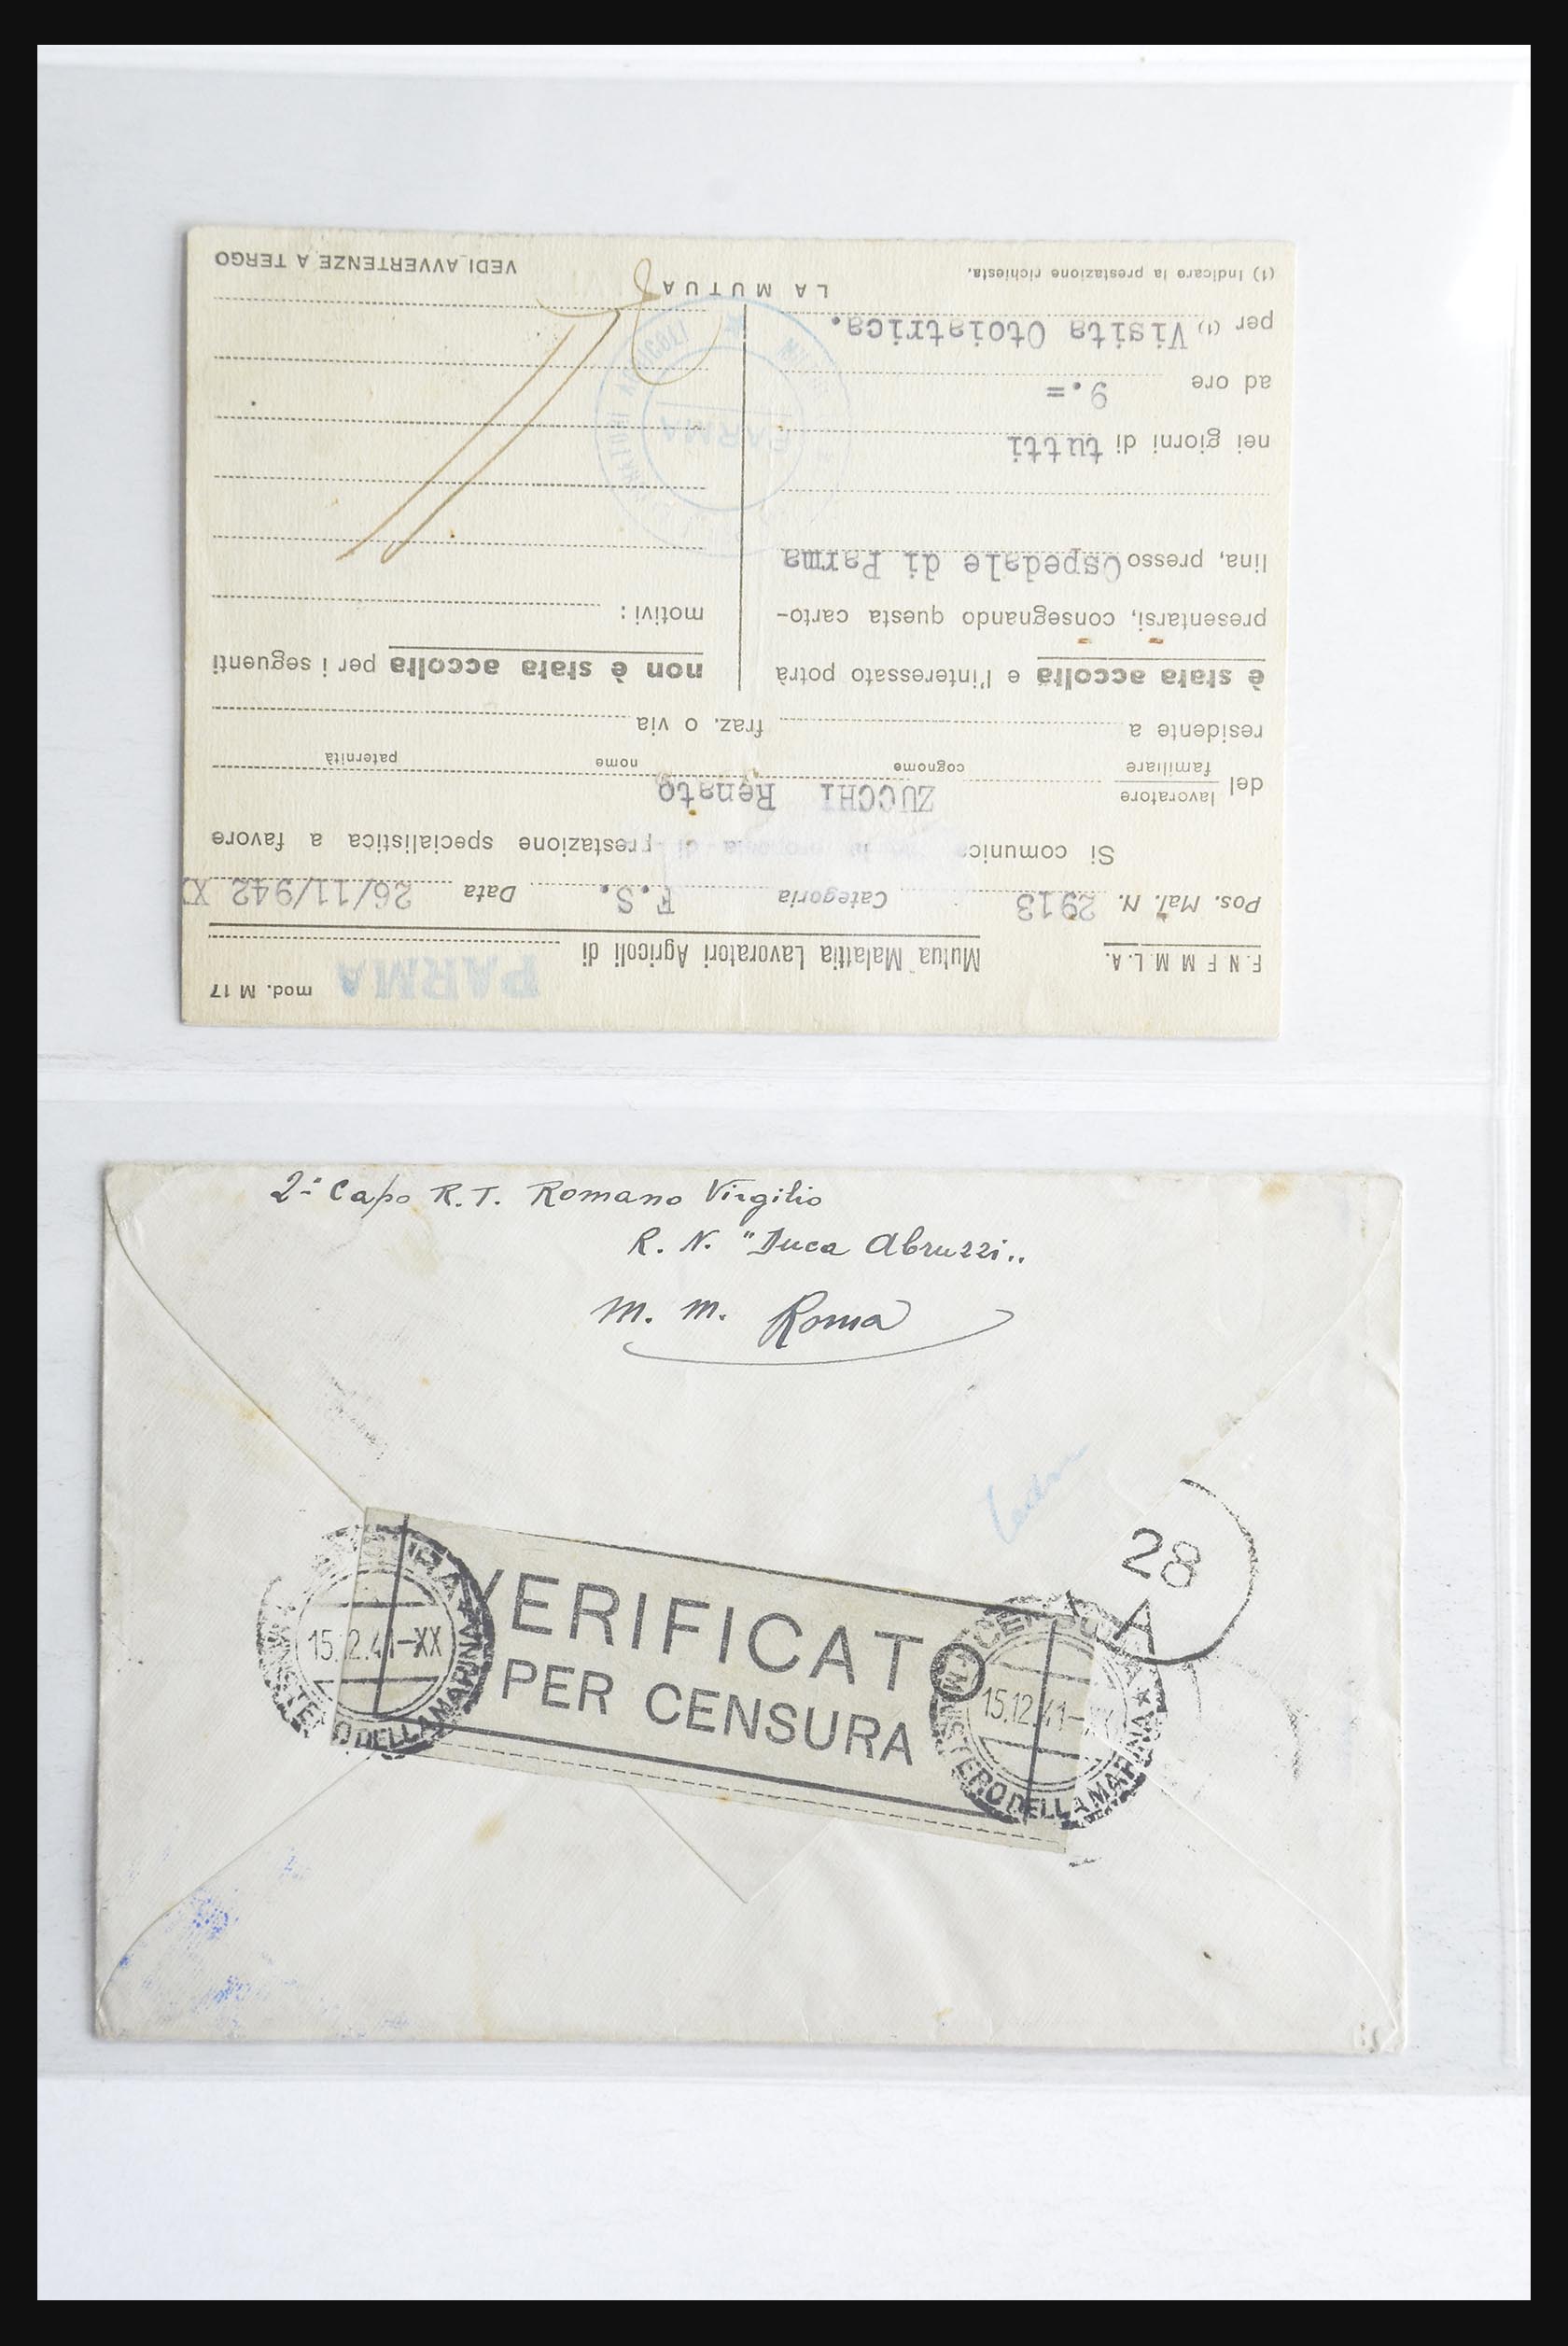 F.N F M M. L. A.
Mutua Malattia Lavoratori Agricoli di PARMA
mod. M 17
Pos. Mal. N. 2913 Categoria F.S. Data 26/11/942 XX
Si comunica prestazione specialistica a favore
del lavoratore familiare ZUCCHI Renato
cognome nome paternità
residente a fraz. o via
è stata accolta e l'interessato potrà
presentarsi, consegnando questa carto-
lina, presso Ospedale di Parma
nei giorni di tutti
ad ore 9.=
per (1) Visita Otoiatrica.
non è stata accolta per i seguenti
motivi:
LA MUTUA
(1) Indicare la prestazione richiesta.
VEDI AVVERTENZE A TERGO
PARMA
2° Capo R.T. Romano Virgilio
R. N. "Duca Abruzzi"
M. M. Roma
28
A
VERIFICATO
PER CENSURA
CENSURA
MINISTERO DELLA MARINA
15.12.41-XX
CENSURA
MINISTERO DELLA MARINA
15.12.41-XX